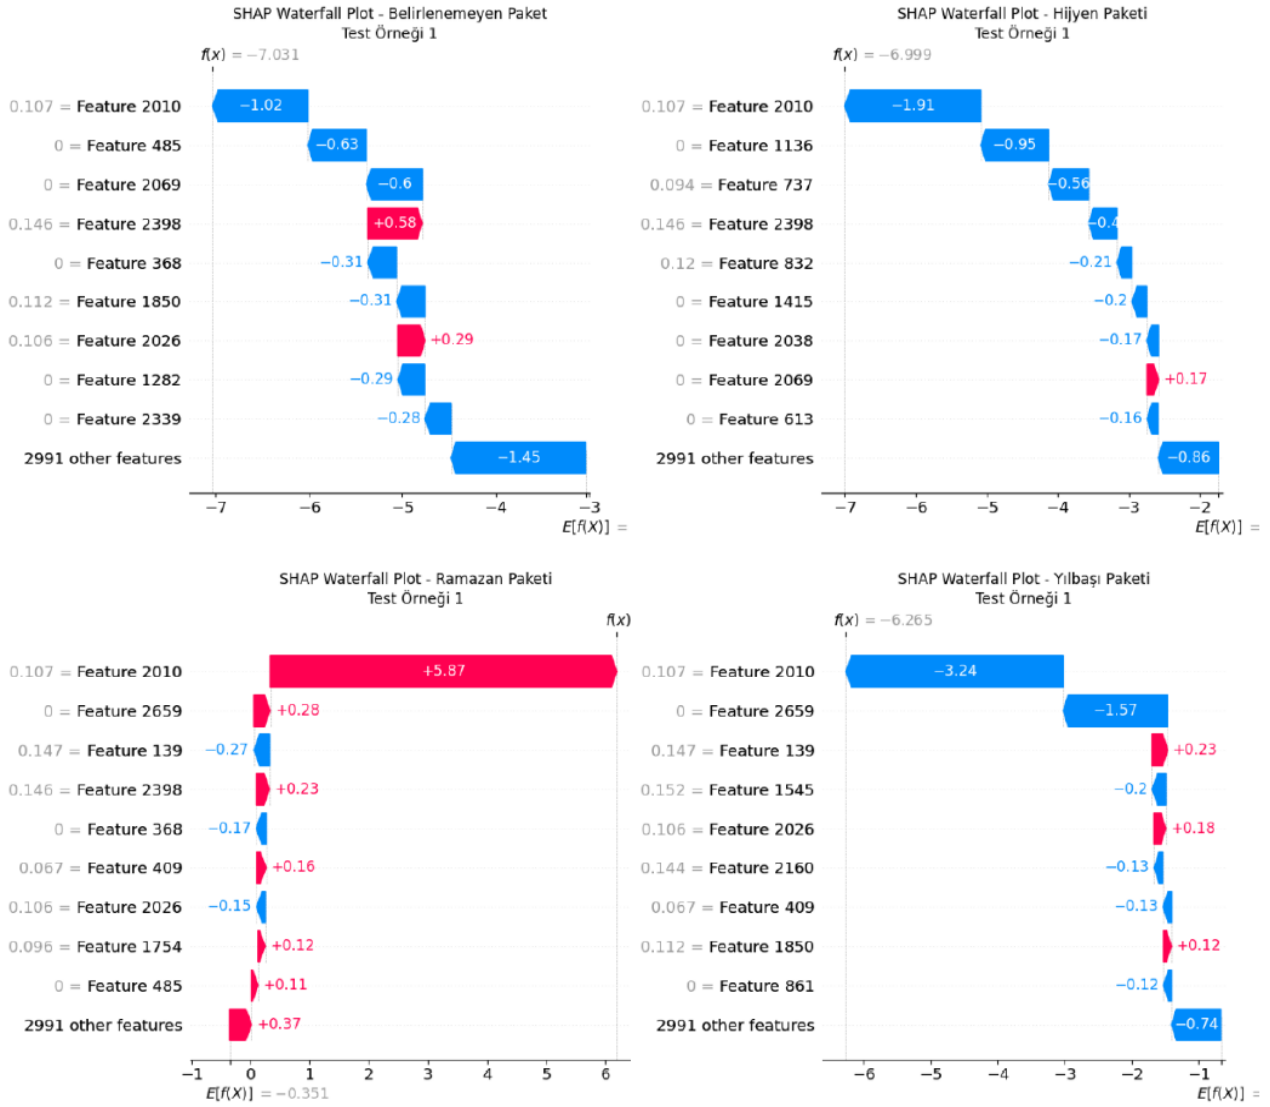 SHAP Waterfall Plot - Belirlenemeyen Paket
Test Örneği 1
f(x) = −7.031
0.107 = Feature 2010
−1.02
0 = Feature 485
−0.63
0 = Feature 2069
−0.6
0.146 = Feature 2398
+0.58
0 = Feature 368
−0.31
0.112 = Feature 1850
−0.31
0.106 = Feature 2026
+0.29
0 = Feature 1282
−0.29
0 = Feature 2339
−0.28
2991 other features
−1.45
−7 −6 −5 −4 −3
E[f(X)] =
SHAP Waterfall Plot - Hijyen Paketi
Test Örneği 1
f(x) = −6.999
0.107 = Feature 2010
−1.91
0 = Feature 1136
−0.95
0.094 = Feature 737
−0.56
0.146 = Feature 2398
−0.4
0.12 = Feature 832
−0.21
0 = Feature 1415
−0.2
0 = Feature 2038
−0.17
0 = Feature 2069
+0.17
0 = Feature 613
−0.16
2991 other features
−0.86
−7 −6 −5 −4 −3 −2
E[f(X)] =
SHAP Waterfall Plot - Ramazan Paketi
Test Örneği 1
f(x)
0.107 = Feature 2010
+5.87
0 = Feature 2659
+0.28
0.147 = Feature 139
−0.27
0.146 = Feature 2398
+0.23
0 = Feature 368
−0.17
0.067 = Feature 409
+0.16
0.106 = Feature 2026
−0.15
0.096 = Feature 1754
+0.12
0 = Feature 485
+0.11
2991 other features
+0.37
−1 0 1 2 3 4 5 6
E[f(X)] = −0.351
SHAP Waterfall Plot - Yılbaşı Paketi
Test Örneği 1
f(x) = −6.265
0.107 = Feature 2010
−3.24
0 = Feature 2659
−1.57
0.147 = Feature 139
+0.23
0.152 = Feature 1545
−0.2
0.106 = Feature 2026
+0.18
0.144 = Feature 2160
−0.13
0.067 = Feature 409
−0.13
0.112 = Feature 1850
+0.12
0 = Feature 861
−0.12
2991 other features
−0.74
−6 −5 −4 −3 −2 −1
E[f(X)] =